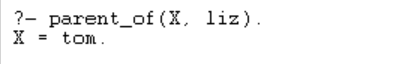 ?- parent_of(X, liz).
X = tom.